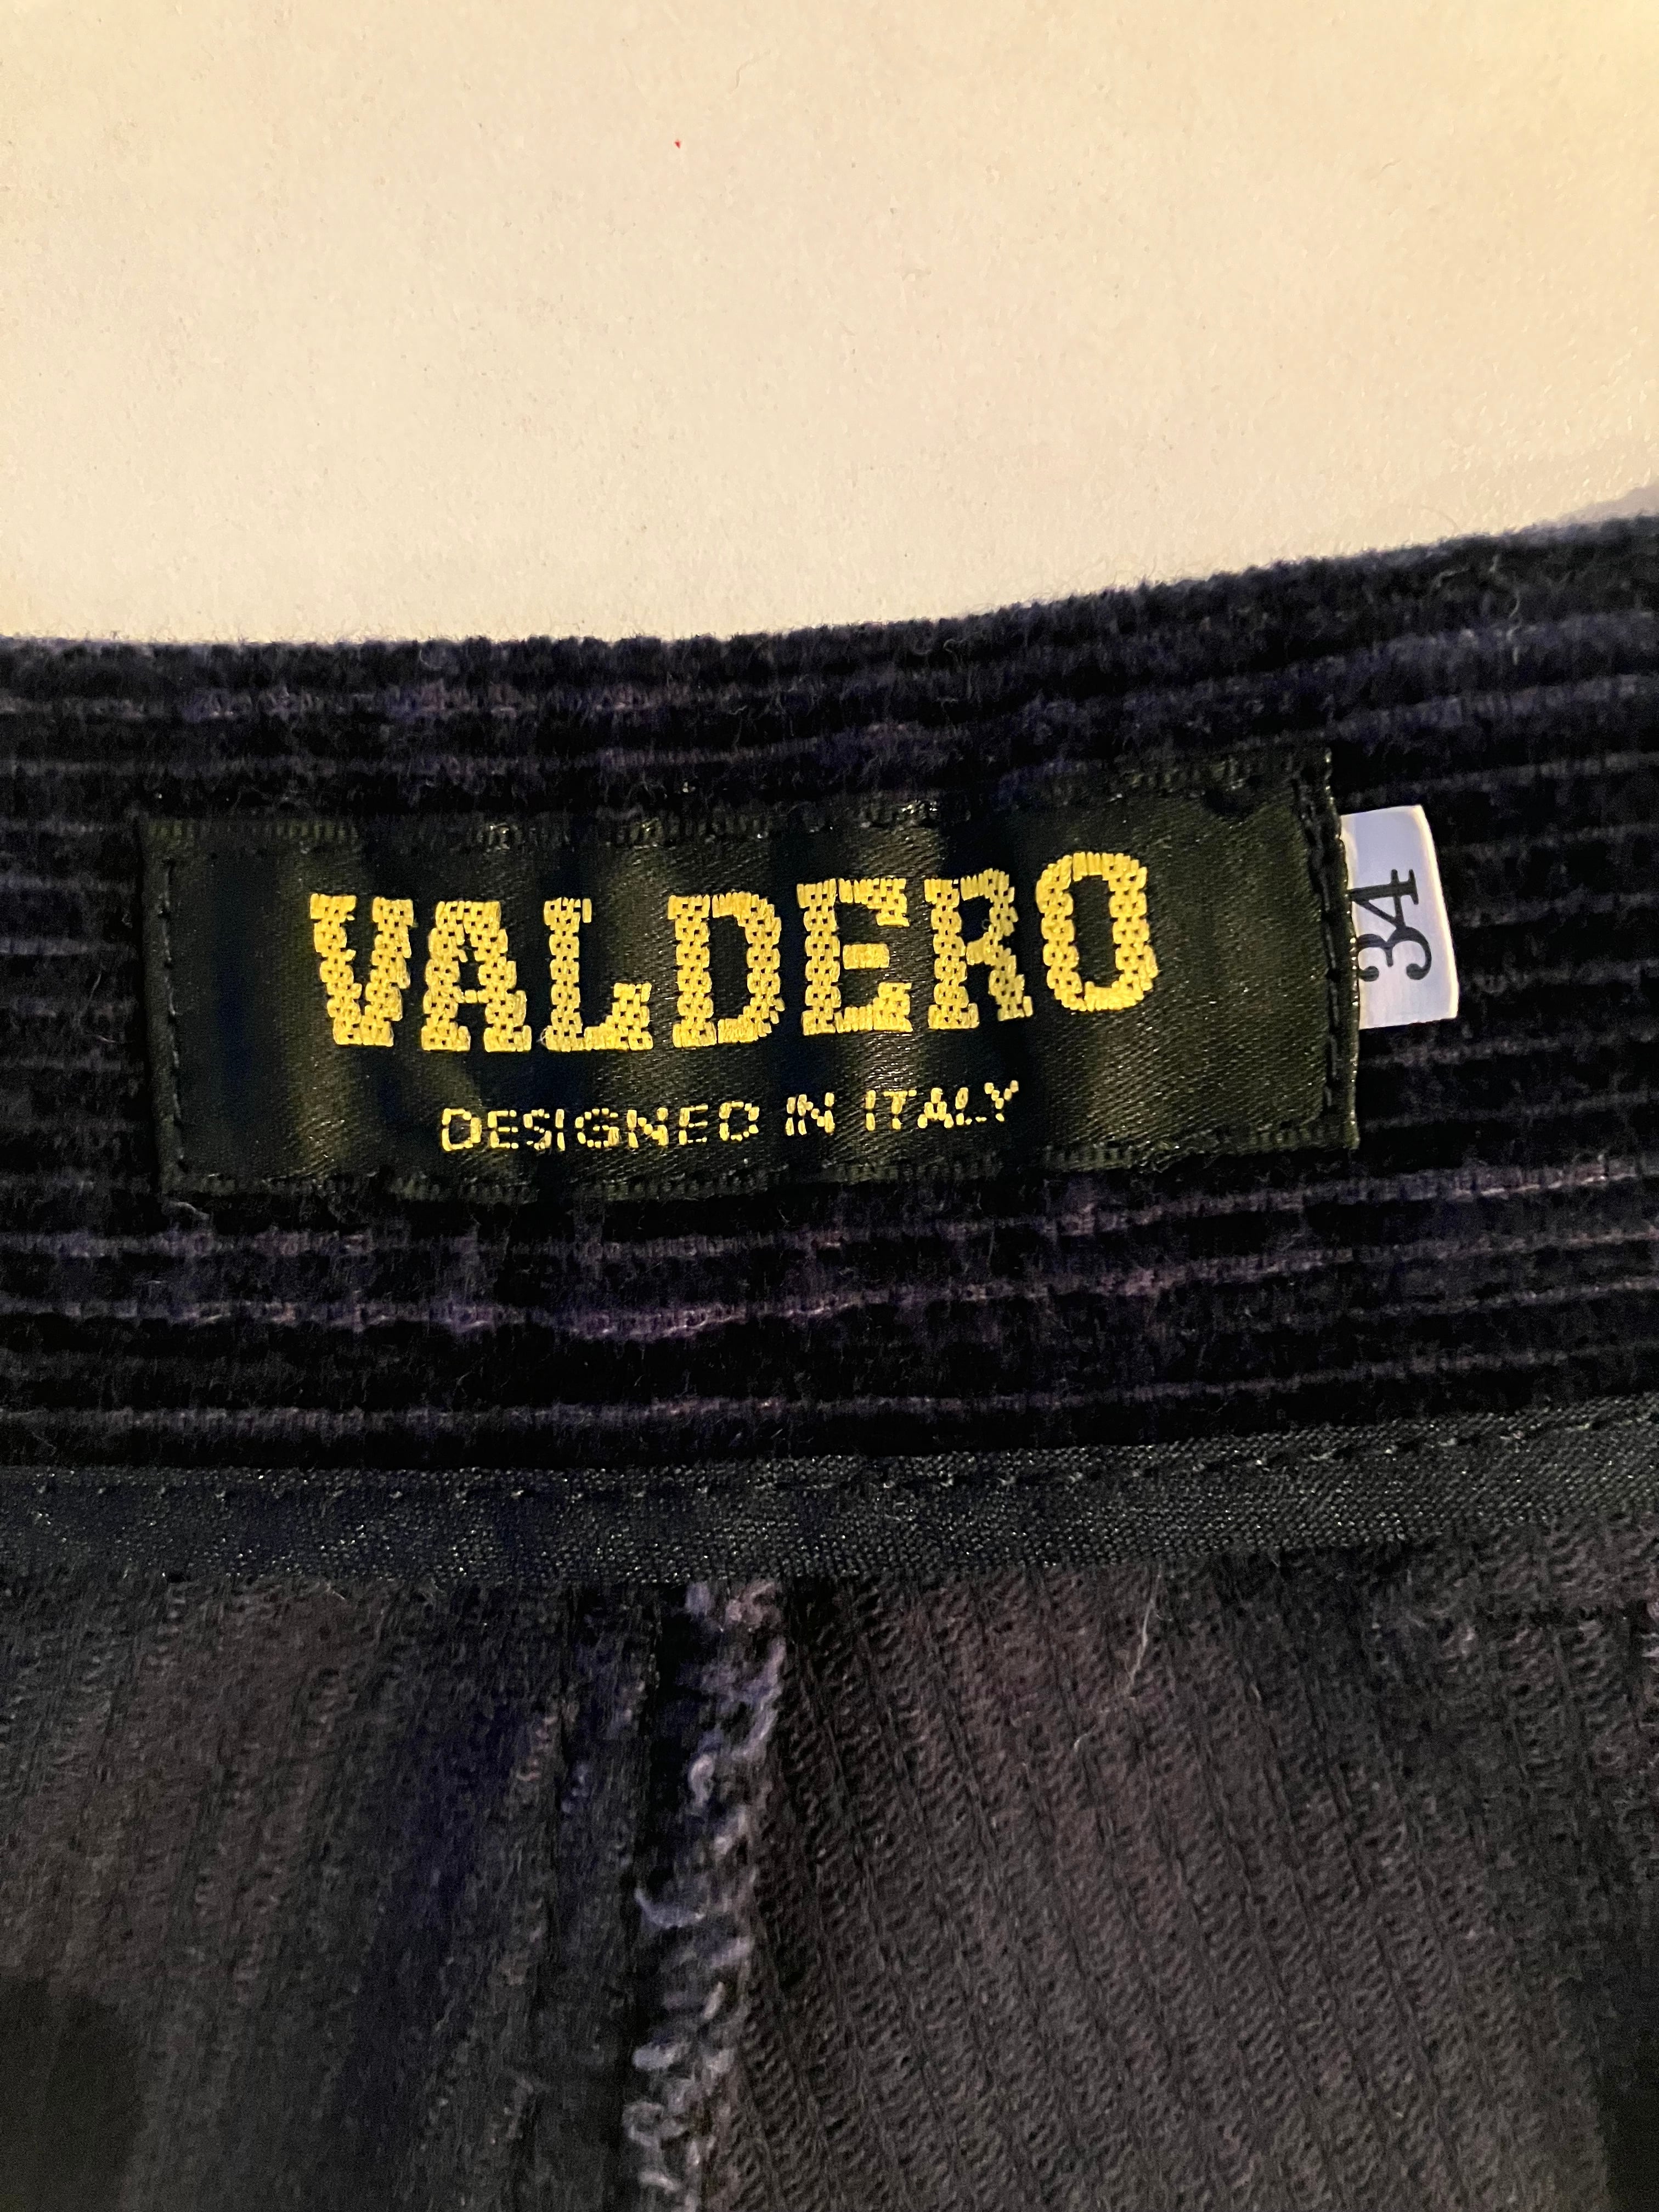 VALDERO
DESIGNED IN ITALY
34